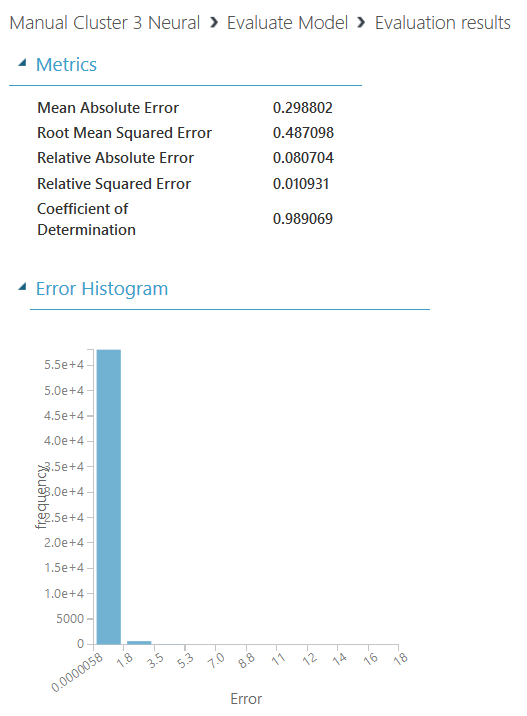 Manual Cluster 3 Neural > Evaluate Model > Evaluation results
Metrics
Mean Absolute Error 0.298802
Root Mean Squared Error 0.487098
Relative Absolute Error 0.080704
Relative Squared Error 0.010931
Coefficient of
Determination 0.989069
Error Histogram
5.5e+4
5.0e+4
4.5e+4
4.0e+4
3.5e+4
3.0e+4
2.5e+4
2.0e+4
1.5e+4
1.0e+4
5000
0
frequency
0.0000058 1.8 3.5 5.3 7.0 8.8 11 12 14 16 18
Error